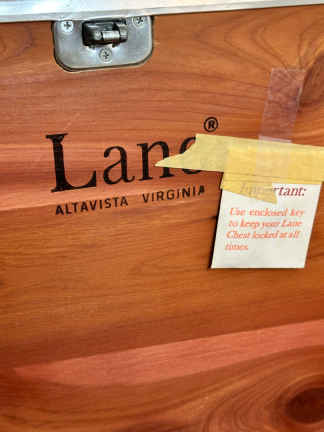 Lane®
ALTAVISTA VIRGINIA
Important:
Use enclosed key
to keep your Lane
Chest locked at all
times.